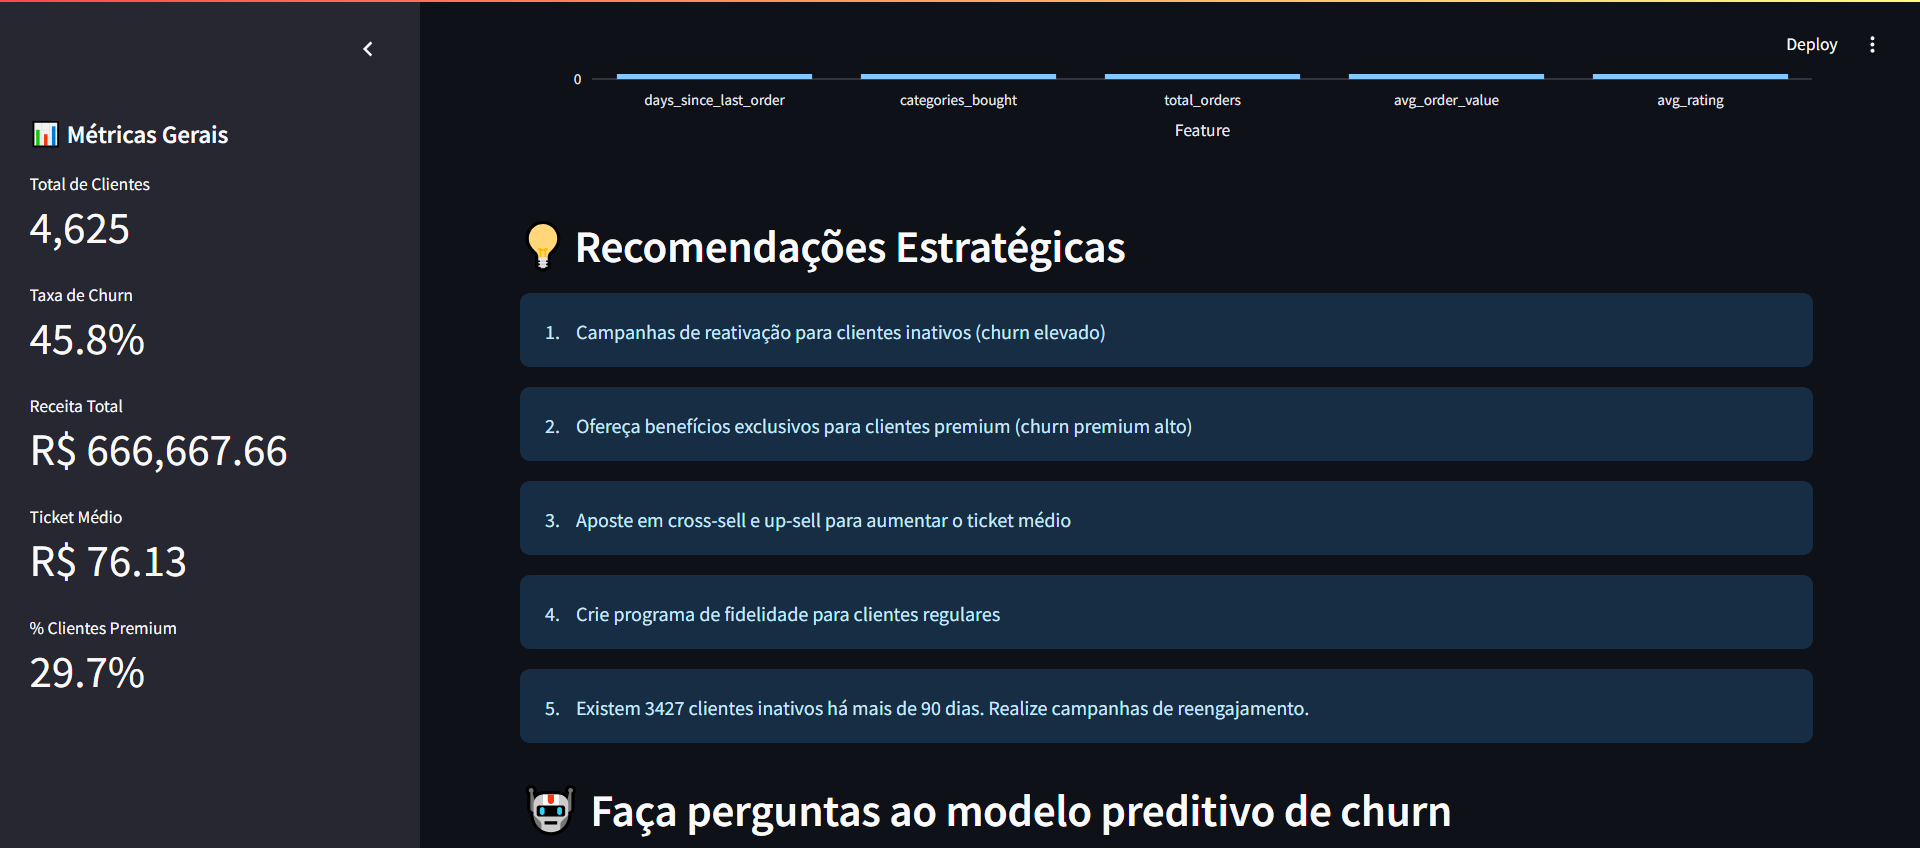 Métricas Gerais
Total de Clientes
4,625
Taxa de Churn
45.8%
Receita Total
R$ 666,667.66
Ticket Médio
R$ 76.13
% Clientes Premium
29.7%
Deploy
0
days_since_last_order categories_bought total_orders avg_order_value avg_rating
Feature
Recomendações Estratégicas
1. Campanhas de reativação para clientes inativos (churn elevado)
2. Ofereça benefícios exclusivos para clientes premium (churn premium alto)
3. Aposte em cross-sell e up-sell para aumentar o ticket médio
4. Crie programa de fidelidade para clientes regulares
5. Existem 3427 clientes inativos há mais de 90 dias. Realize campanhas de reengajamento.
Faça perguntas ao modelo preditivo de churn